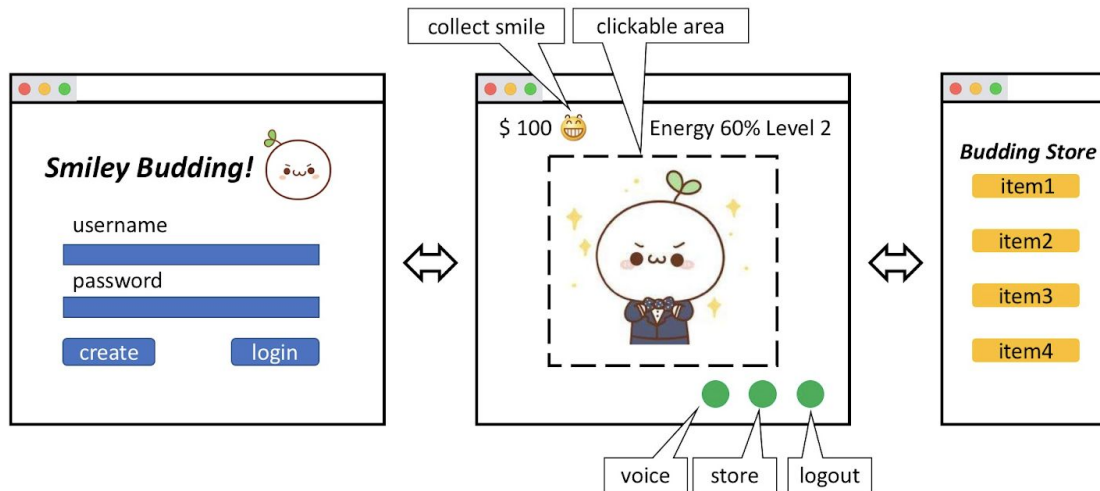 collect smile
clickable area
Smiley Budding!
username
password
create
login
$ 100
Energy 60% Level 2
voice
store
logout
Budding Store
item1
item2
item3
item4